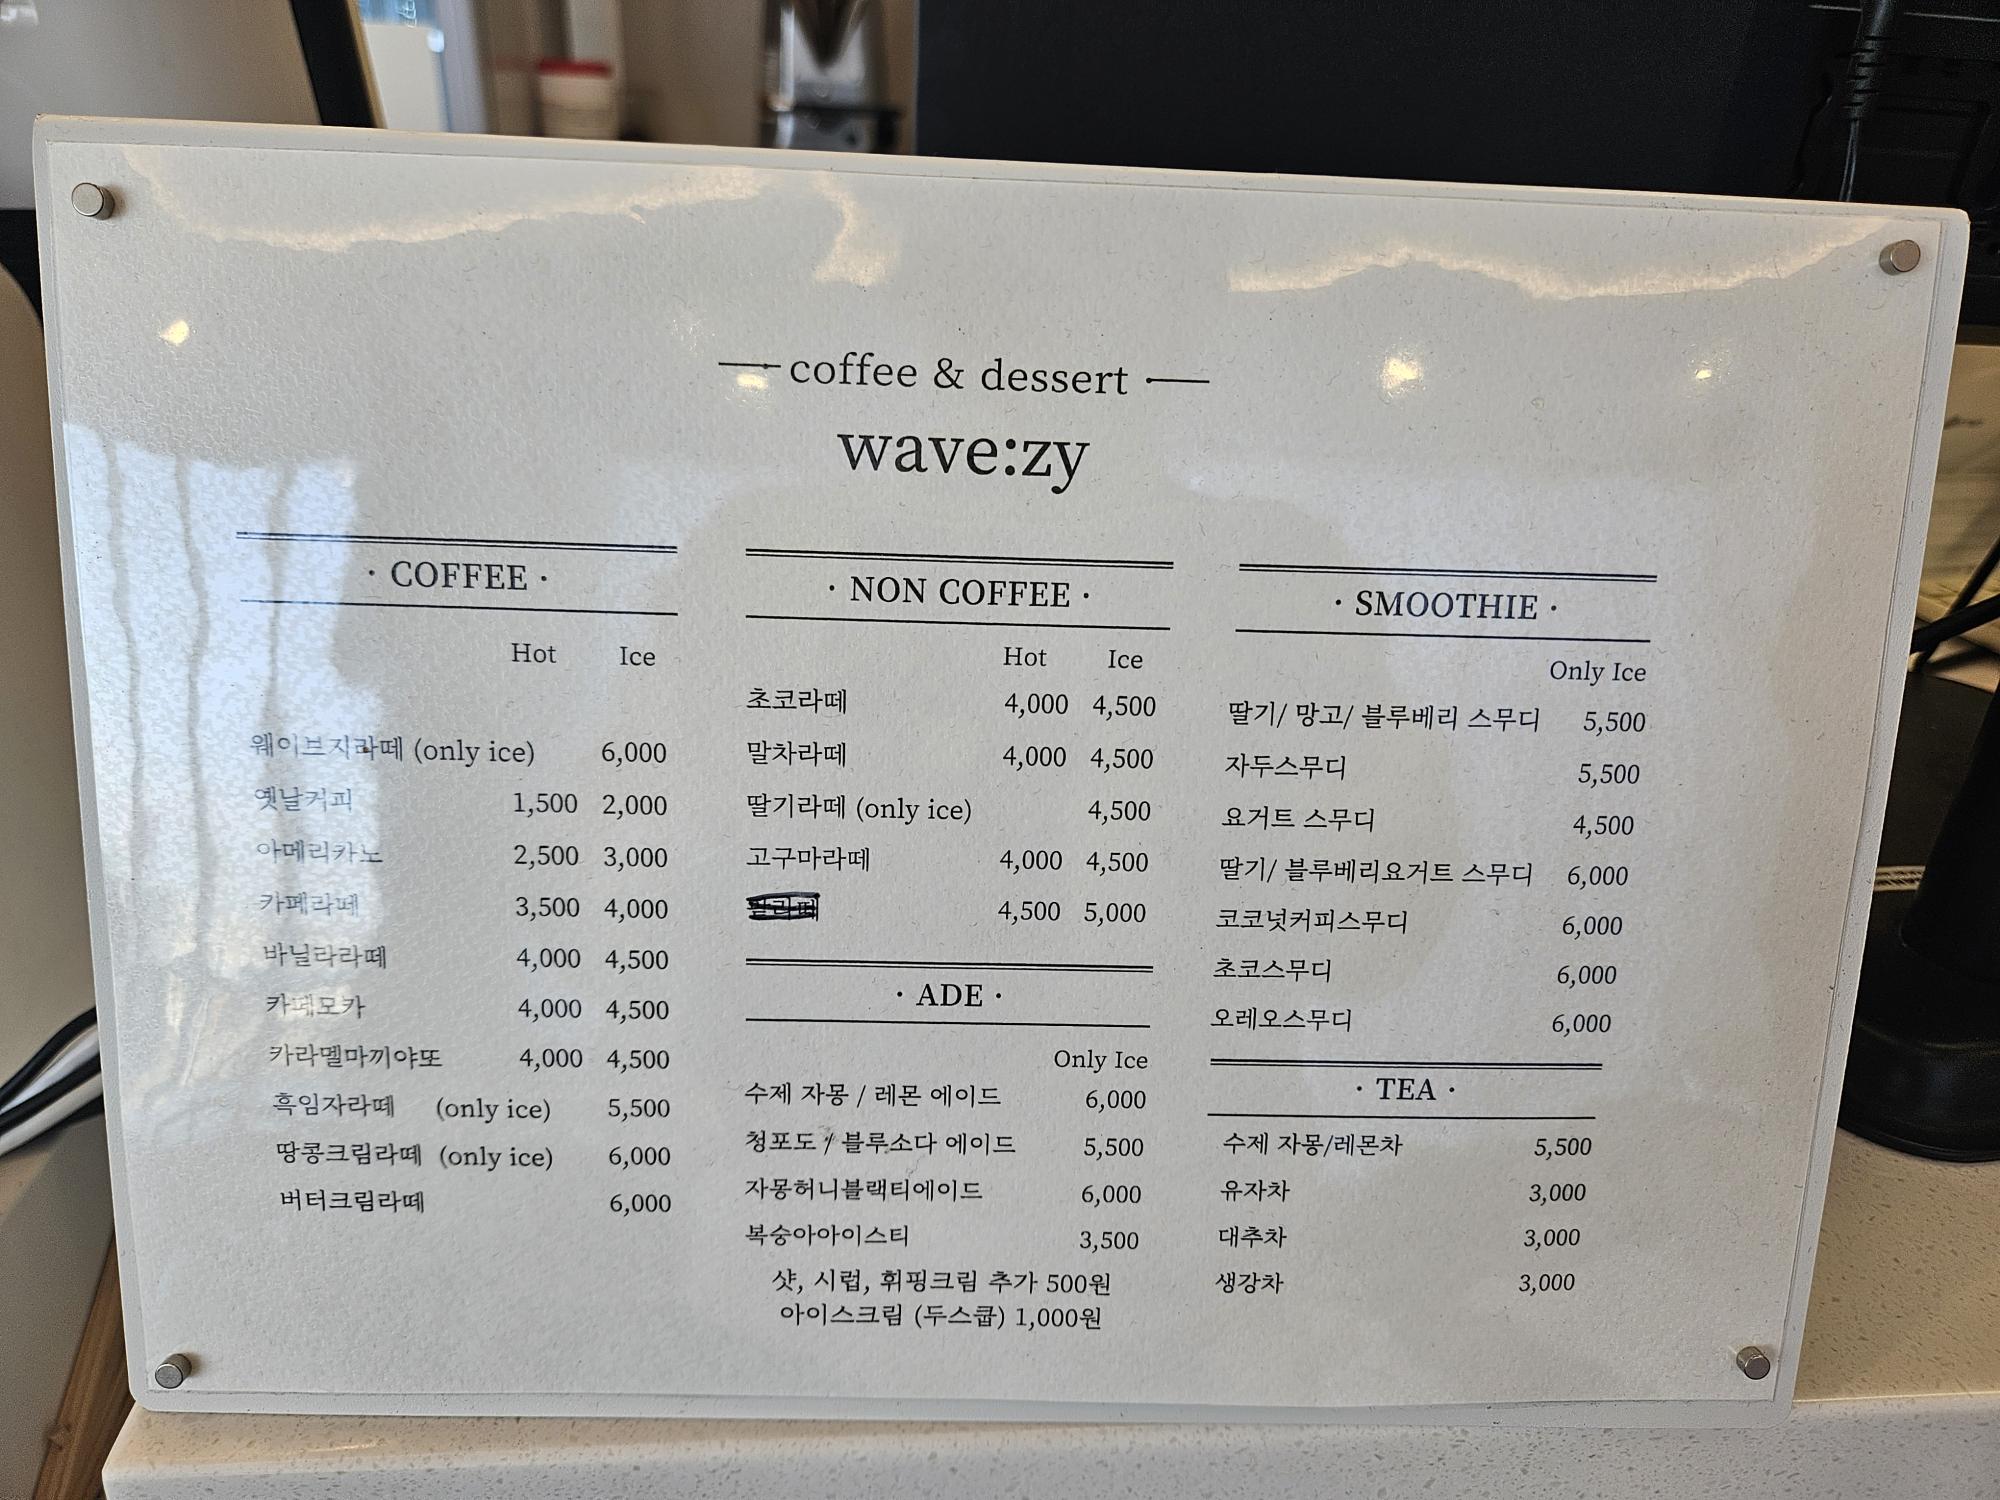 coffee & dessert
wave:zy
· COFFEE ·
Hot Ice
웨이브지라떼 (only ice) 6,000
옛날커피 1,500 2,000
아메리카노 2,500 3,000
카페라떼 3,500 4,000
바닐라라떼 4,000 4,500
카페모카 4,000 4,500
카라멜마끼야또 4,000 4,500
흑임자라떼 (only ice) 5,500
땅콩크림라떼 (only ice) 6,000
버터크림라떼 6,000
· NON COFFEE ·
Hot Ice
초코라떼 4,000 4,500
말차라떼 4,000 4,500
딸기라떼 (only ice) 4,500
고구마라떼 4,000 4,500
4,500 5,000
· ADE ·
Only Ice
수제 자몽 / 레몬 에이드 6,000
청포도 / 블루소다 에이드 5,500
자몽허니블랙티에이드 6,000
복숭아아이스티 3,500
샷, 시럽, 휘핑크림 추가 500원
아이스크림 (두스쿱) 1,000원
· SMOOTHIE ·
Only Ice
딸기/ 망고/ 블루베리 스무디 5,500
자두스무디 5,500
요거트 스무디 4,500
딸기/ 블루베리요거트 스무디 6,000
코코넛커피스무디 6,000
초코스무디 6,000
오레오스무디 6,000
· TEA ·
수제 자몽/레몬차 5,500
유자차 3,000
대추차 3,000
생강차 3,000